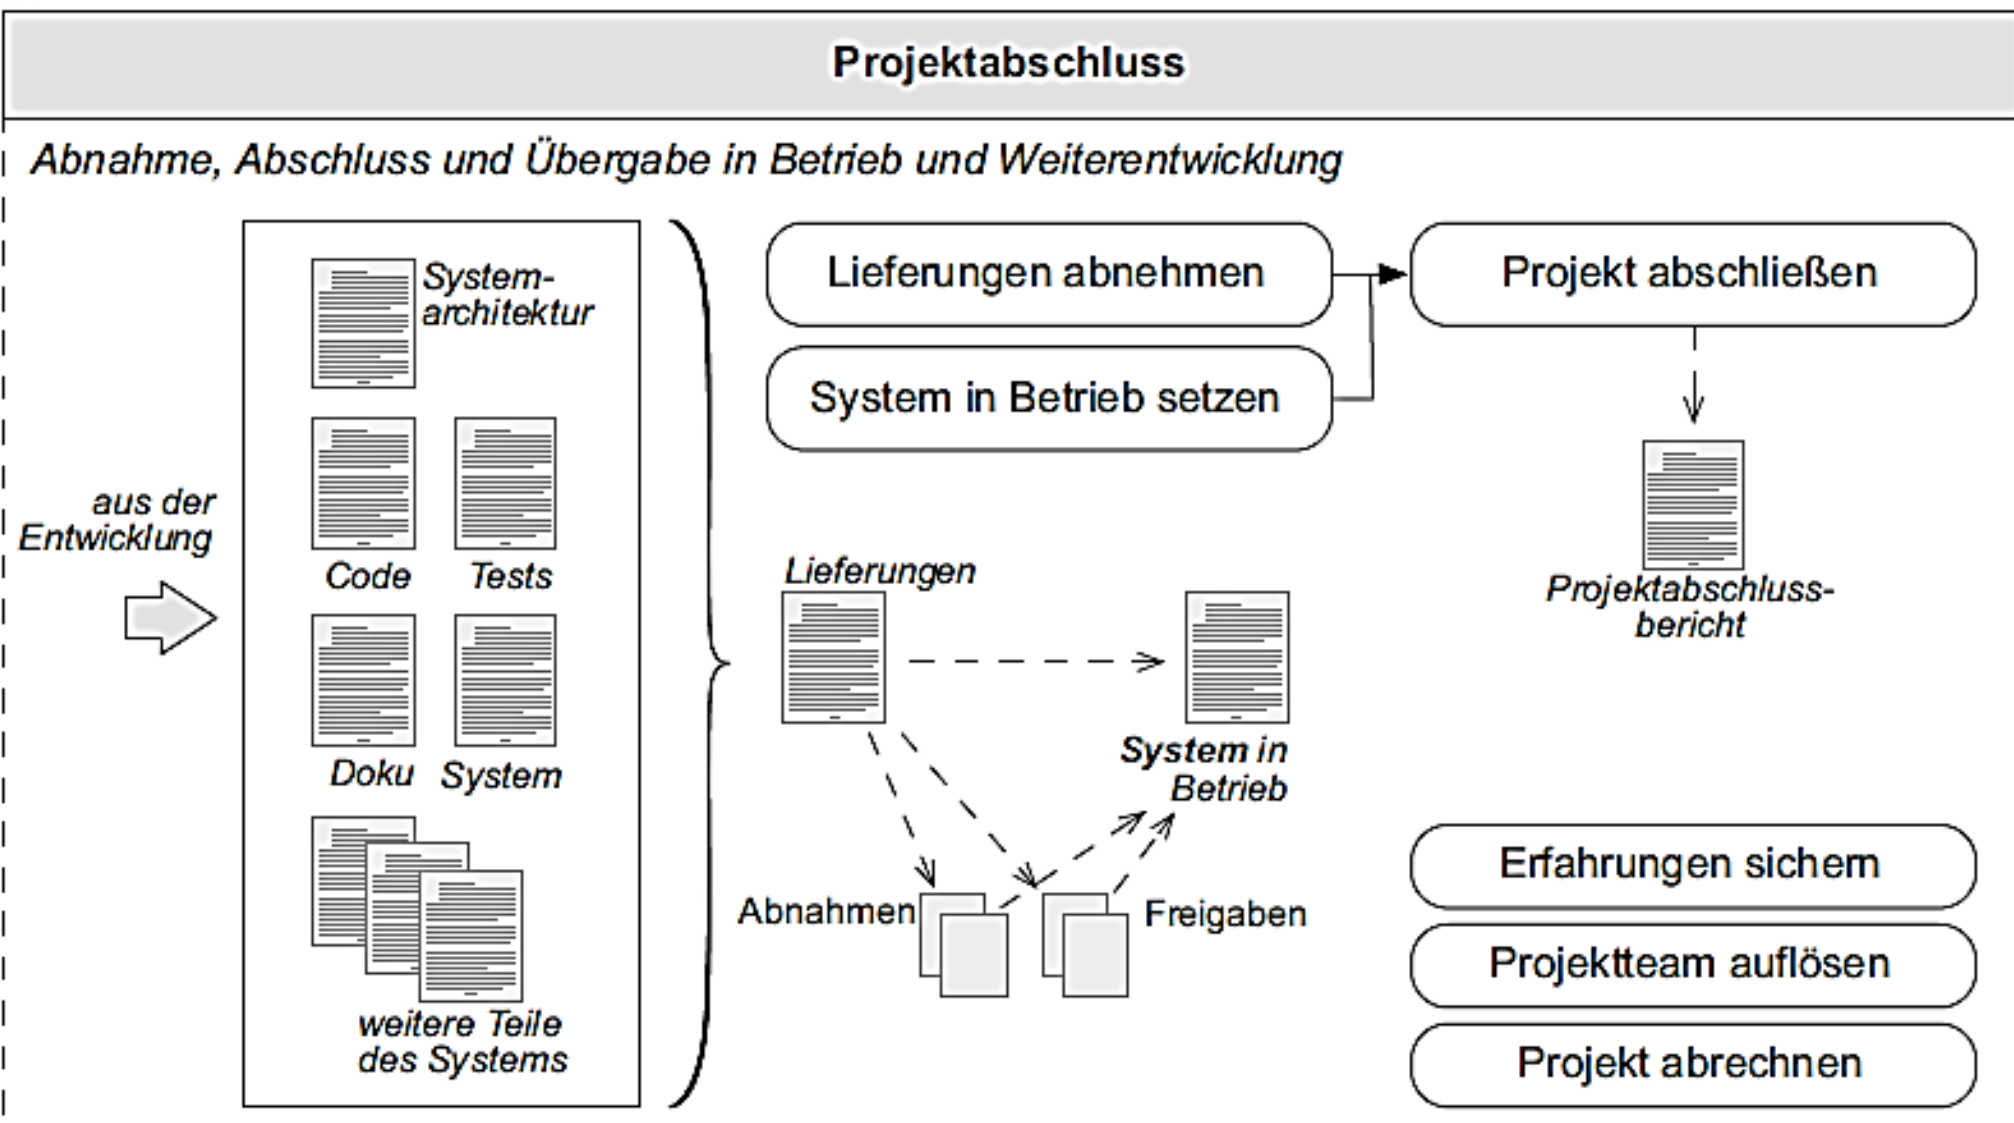 Projektabschluss
Abnahme, Abschluss und Übergabe in Betrieb und Weiterentwicklung
aus der
Entwicklung
System-
architektur
Code
Tests
Doku
System
weitere Teile
des Systems
Lieferungen abnehmen
System in Betrieb setzen
Projekt abschließen
Projektabschluss-
bericht
Lieferungen
System in
Betrieb
Abnahmen
Freigaben
Erfahrungen sichern
Projektteam auflösen
Projekt abrechnen